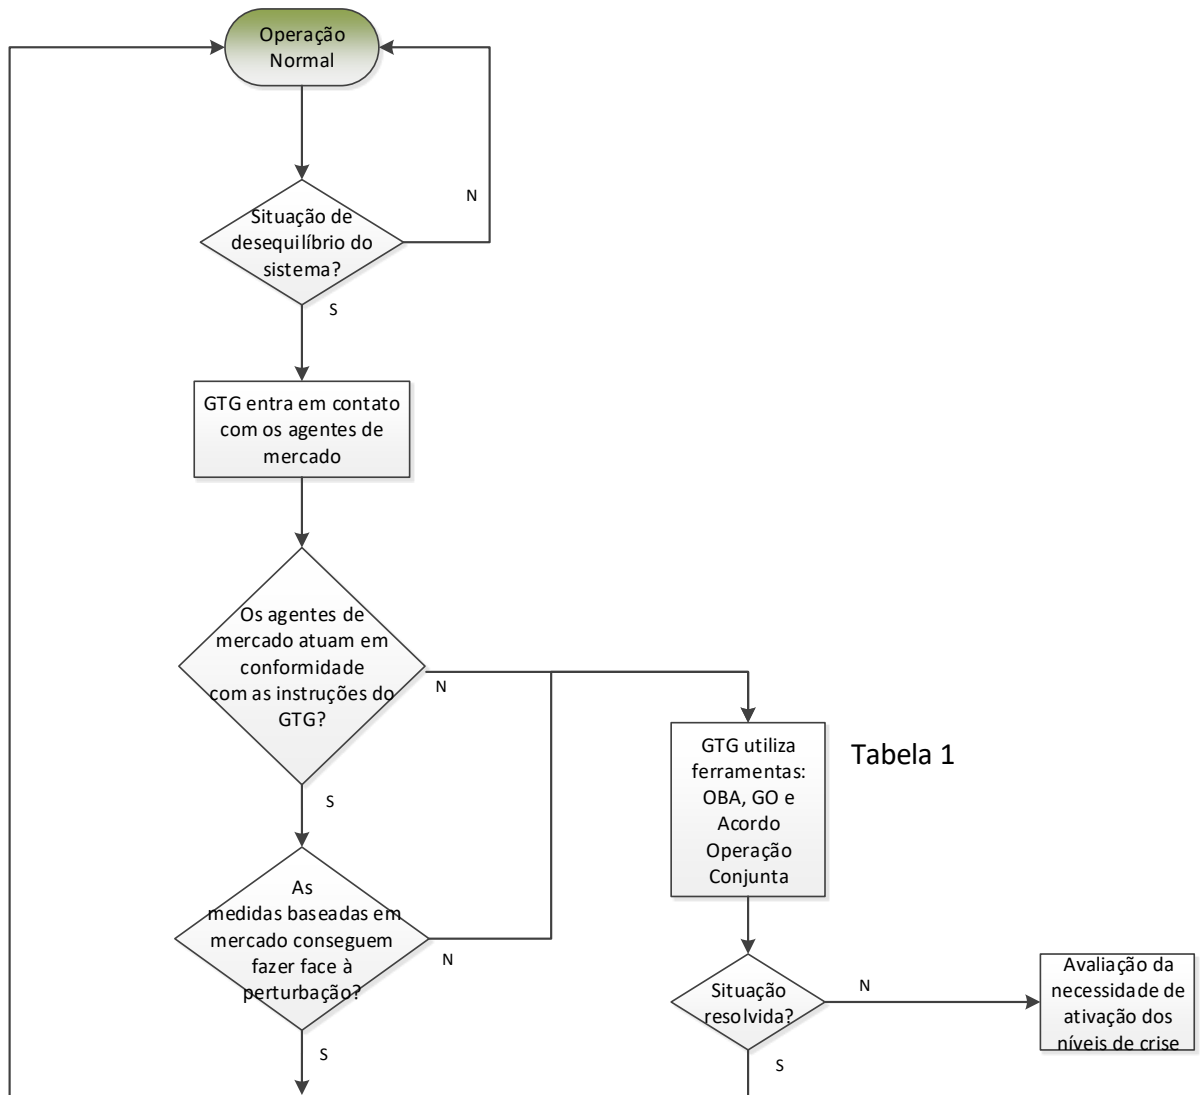 Operação
Normal
N
Situação de
desequilíbrio do
sistema?
S
GTG entra em contato
com os agentes de
mercado
Os agentes de
mercado atuam em
conformidade
com as instruções do
GTG?
N
S
GTG utiliza
ferramentas:
OBA, GO e
Acordo
Operação
Conjunta
Tabela 1
As
medidas baseadas em
mercado conseguem
fazer face à
perturbação?
N
S
Situação
resolvida?
N
S
Avaliação da
necessidade de
ativação dos
níveis de crise